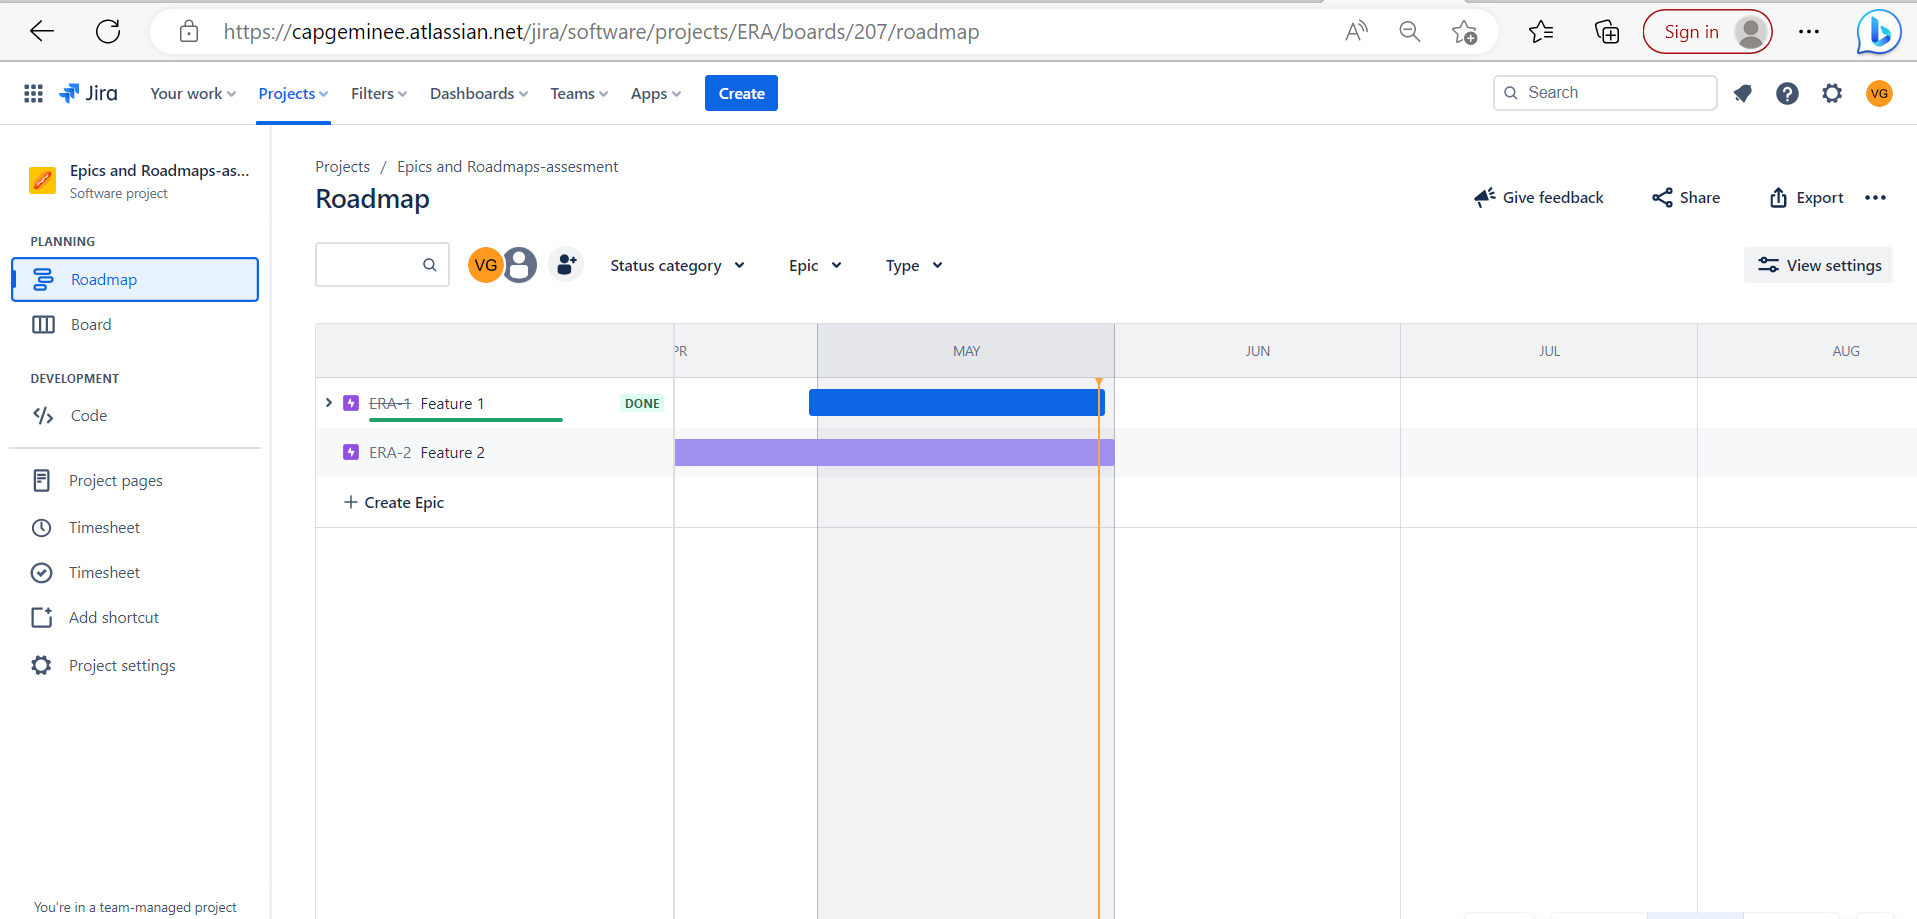 https://capgeminee.atlassian.net/jira/software/projects/ERA/boards/207/roadmap
Sign in
Jira
Your work
Projects
Filters
Dashboards
Teams
Apps
Create
Search
VG
Epics and Roadmaps-as...
Software project
PLANNING
Roadmap
Board
DEVELOPMENT
Code
Project pages
Timesheet
Timesheet
Add shortcut
Project settings
You're in a team-managed project
Projects / Epics and Roadmaps-assesment
Roadmap
Give feedback
Share
Export
VG
Status category
Epic
Type
View settings
PR
MAY
JUN
JUL
AUG
ERA-1 Feature 1 DONE
ERA-2 Feature 2
+ Create Epic